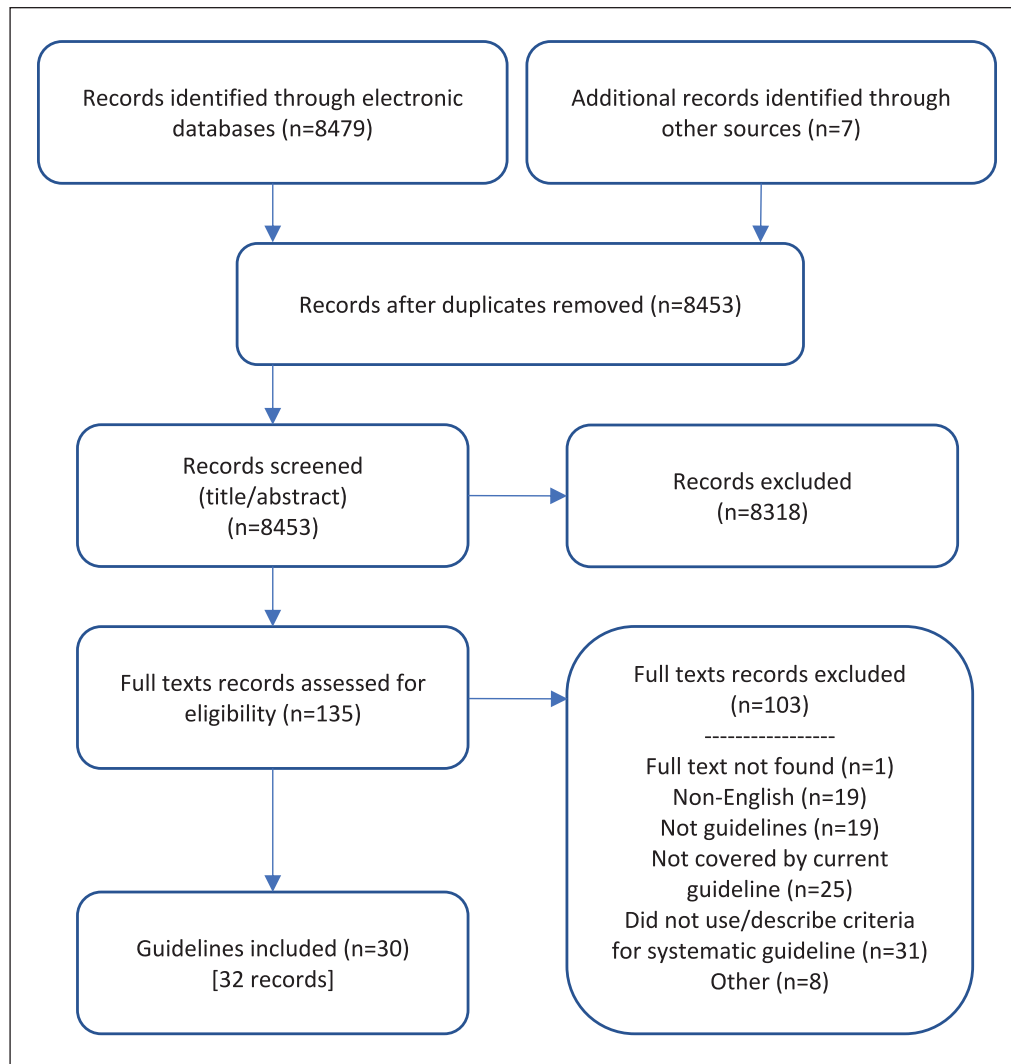 Records identified through electronic
databases (n=8479)
Additional records identified through
other sources (n=7)
Records after duplicates removed (n=8453)
Records screened
(title/abstract)
(n=8453)
Records excluded
(n=8318)
Full texts records assessed for
eligibility (n=135)
Full texts records excluded
(n=103)
-----------------
Full text not found (n=1)
Non-English (n=19)
Not guidelines (n=19)
Not covered by current
guideline (n=25)
Did not use/describe criteria
for systematic guideline (n=31)
Other (n=8)
Guidelines included (n=30)
[32 records]